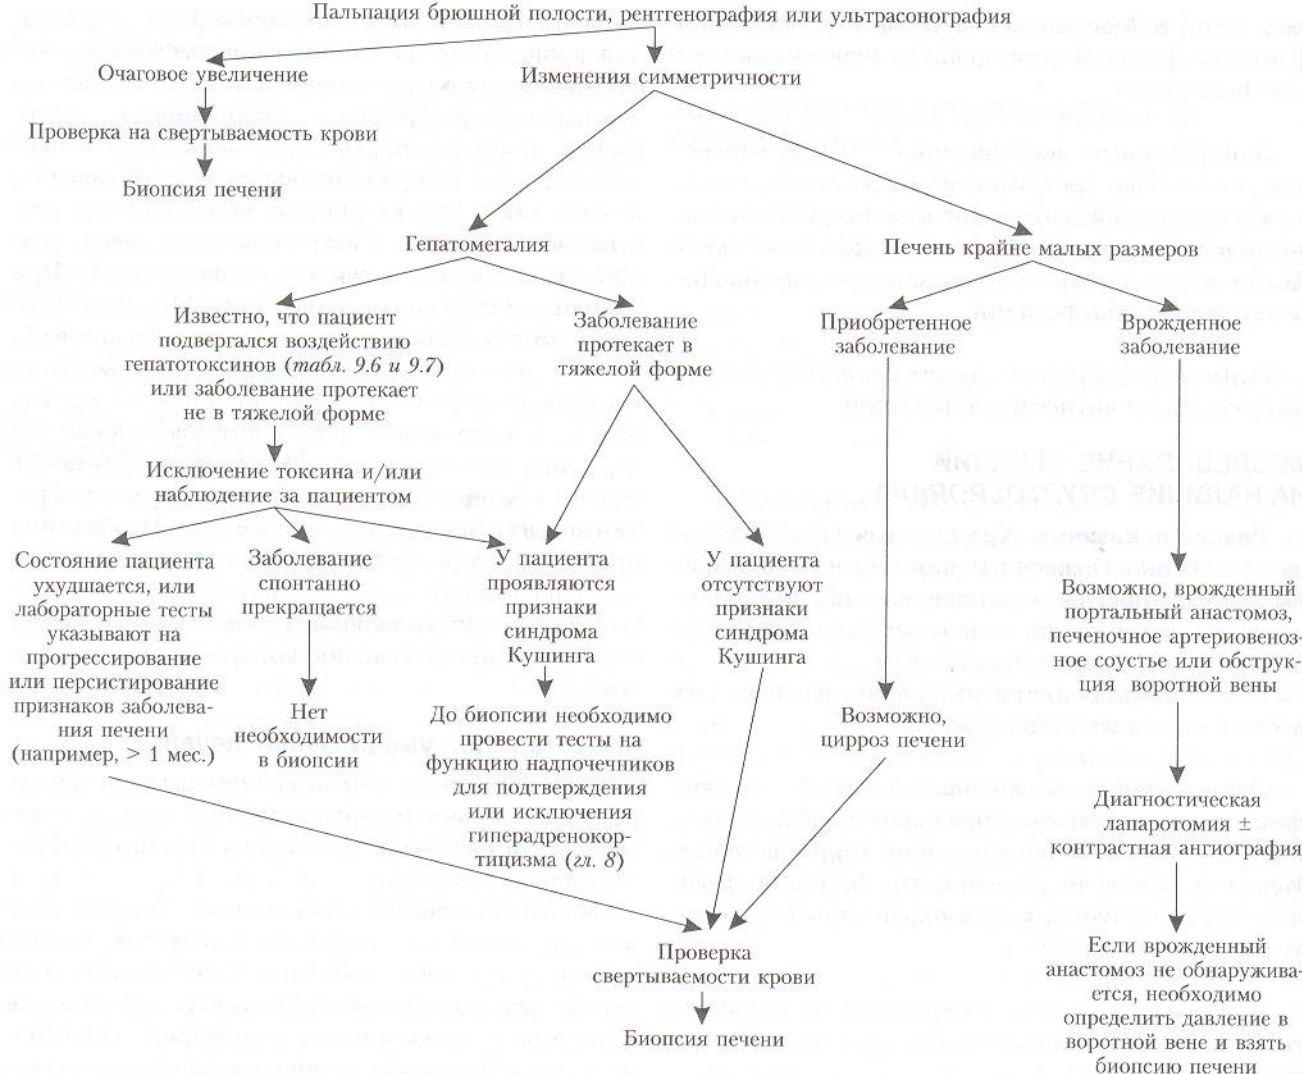 Пальпация брюшной полости, рентгенография или ультрасонография
Очаговое увеличение
Изменения симметричности
Проверка на свертываемость крови
Биопсия печени
Гепатомегалия
Печень крайне малых размеров
Известно, что пациент
подвергался воздействию
гепатотоксинов (табл. 9.6 и 9.7)
или заболевание протекает
не в тяжелой форме
Заболевание
протекает в
тяжелой форме
Приобретенное
заболевание
Врожденное
заболевание
Исключение токсина и/или
наблюдение за пациентом
Состояние пациента
ухудшается, или
лабораторные тесты
указывают на
прогрессирование
или персистирование
признаков заболева-
ния печени
(например, > 1 мес.)
Заболевание
спонтанно
прекращается
У пациента
проявляются
признаки
синдрома
Кушинга
У пациента
отсутствуют
признаки
синдрома
Кушинга
Возможно, врожденный
портальный анастомоз,
печеночное артериовеноз-
ное соустье или обструк-
ция воротной вены
Нет
необходимости
в биопсии
До биопсии необходимо
провести тесты на
функцию надпочечников
для подтверждения
или исключения
гиперадренокор-
тицизма (гл. 8)
Возможно,
цирроз печени
Диагностическая
лапаротомия ±
контрастная ангиография
Проверка
свертываемости крови
Биопсия печени
Если врожденный
анастомоз не обнаружива-
ется, необходимо
определить давление в
воротной вене и взять
биопсию печени